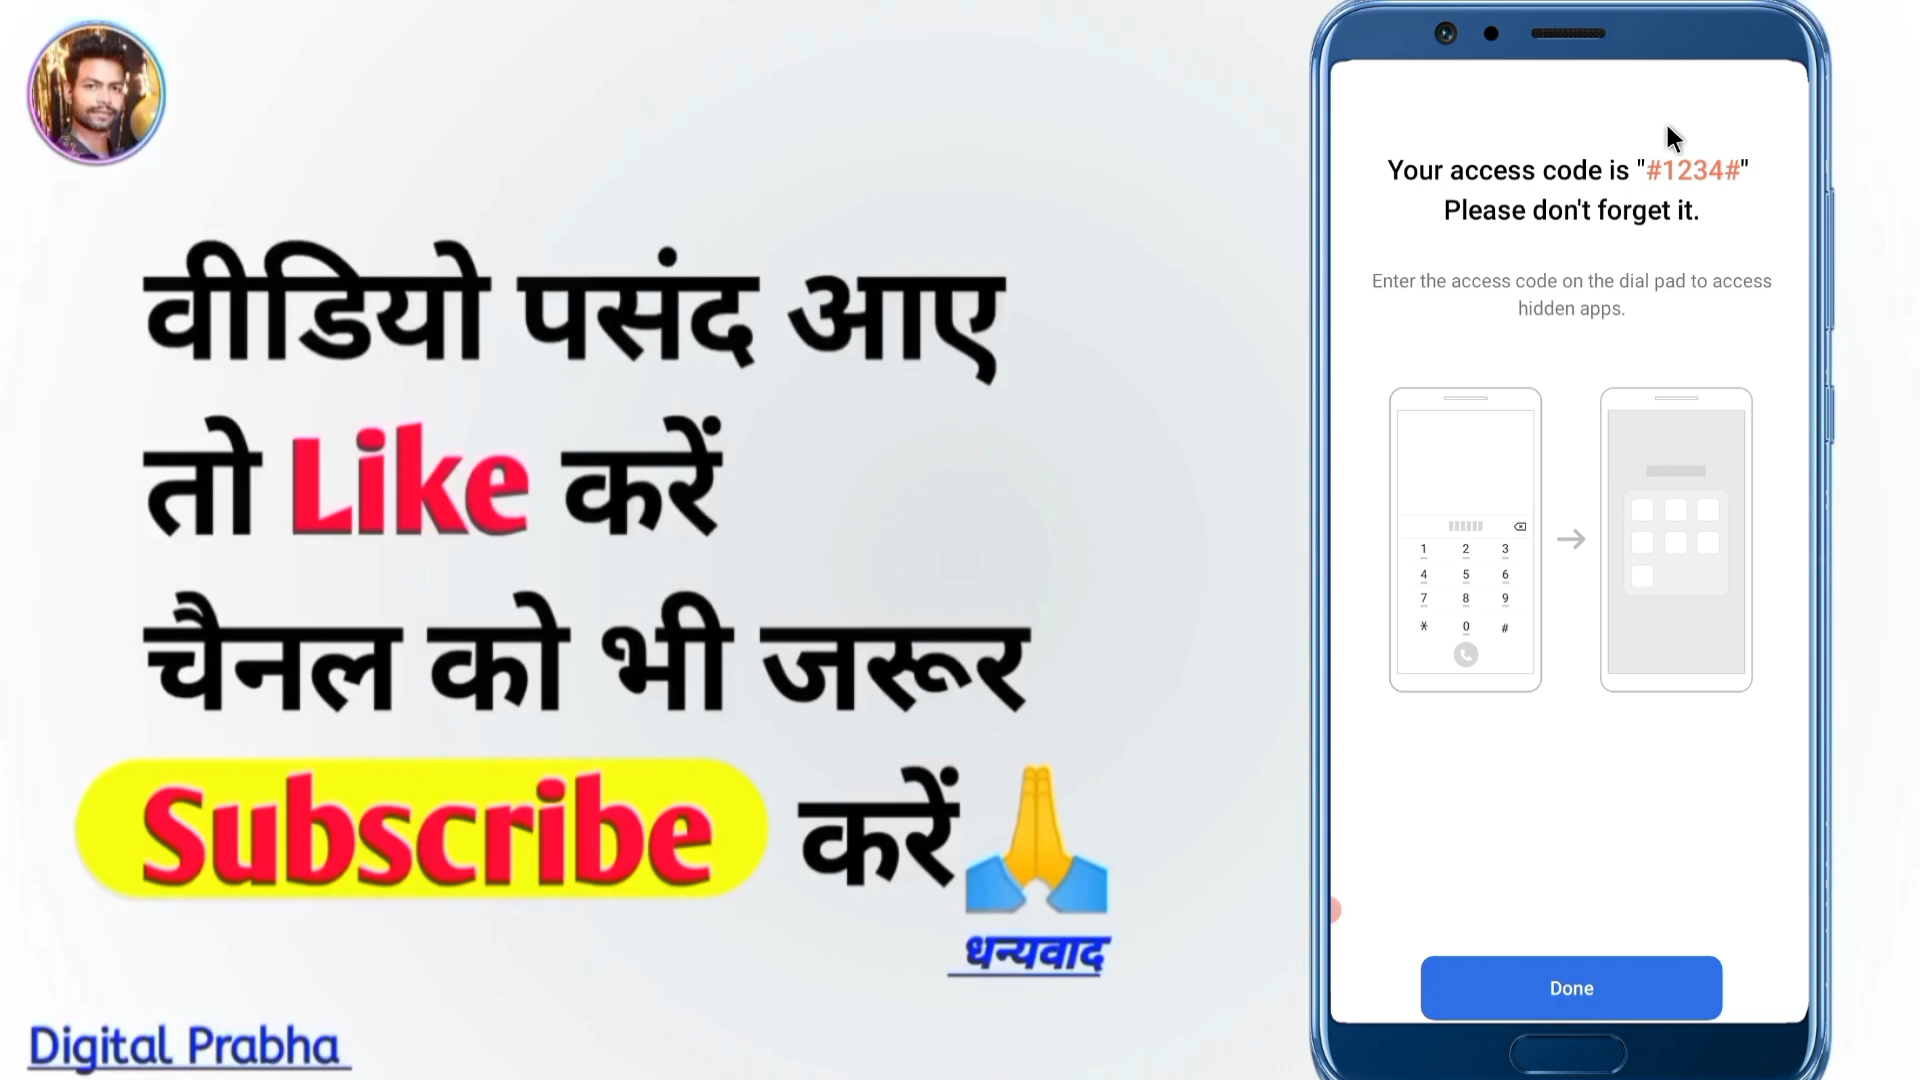 वीडियो पसंद आए
तो Like करें
चैनल को भी जरूर
Subscribe करें
धन्यवाद
Digital Prabha
Your access code is "#1234#"
Please don't forget it.
Enter the access code on the dial pad to access
hidden apps.
1 2 3
4 5 6
7 8 9
* 0 #
Done